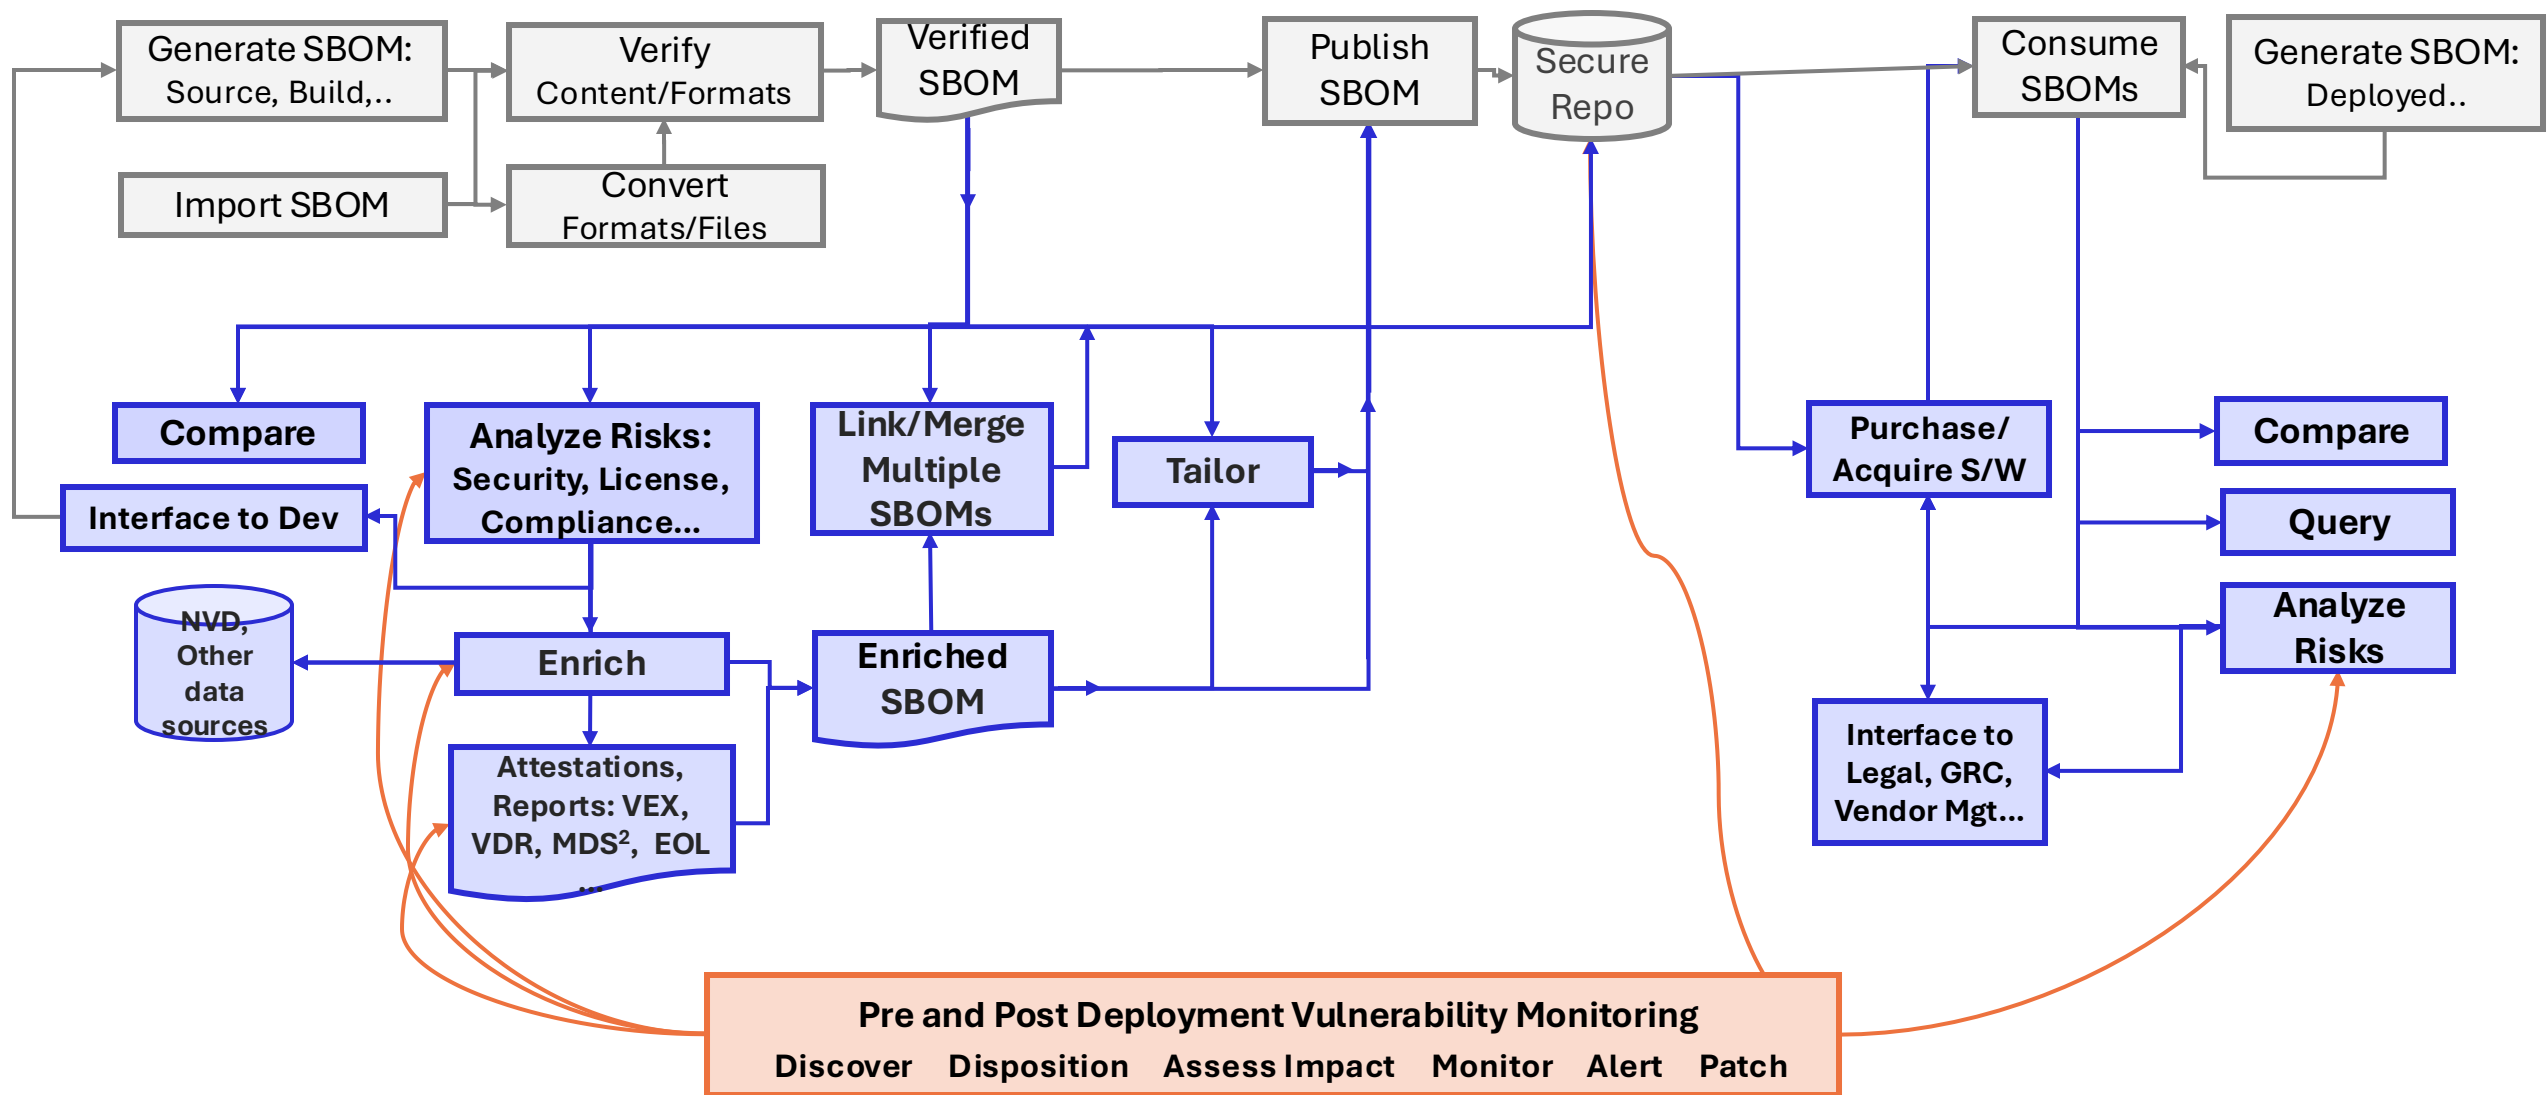 Generate SBOM:
Source, Build,..
Verify
Content/Formats
Verified
SBOM
Publish
SBOM
Secure
Repo
Consume
SBOMs
Generate SBOM:
Deployed..
Import SBOM
Convert
Formats/Files
Compare
Analyze Risks:
Security, License,
Compliance...
Link/Merge
Multiple
SBOMs
Tailor
Purchase/
Acquire S/W
Compare
Interface to Dev
Query
NVD,
Other
data
sources
Enrich
Enriched
SBOM
Analyze
Risks
Attestations,
Reports: VEX,
VDR, MDS², EOL
...
Interface to
Legal, GRC,
Vendor Mgt...
Pre and Post Deployment Vulnerability Monitoring
Discover Disposition Assess Impact Monitor Alert Patch